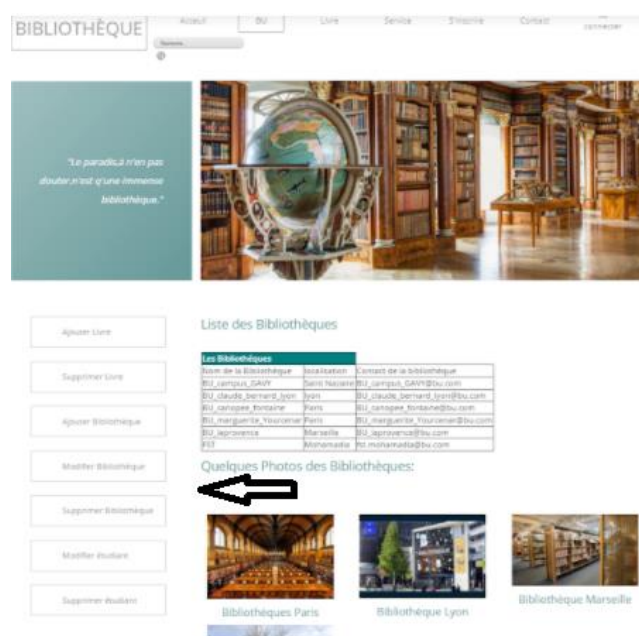 BIBLIOTHÈQUE
Acceuil
BU
Livre
Service
S'inscrire
Contact
connecter
"Le paradis,à n'en pas
douter,n'est q'une immense
bibliothèque."
Ajouter Livre
Supprimer Livre
Ajouter Bibliothèque
Modifier Bibliothèque
Supprimer Bibliothèque
Modifier étudiant
Supprimer étudiant
Liste des Bibliothèques
Les Bibliothèques
Nom de la Bibliothèque localisation Contact de la bibliothèque
BU_campus_GAVY Saint Nazaire BU_campus_GAVY@bu.com
BU_claude_bernard_lyon lyon BU_claude_bernard_lyon@bu.com
BU_canopee_fontaine Paris BU_canopee_fontaine@bu.com
BU_marguerite_Yourcenar Paris BU_marguerite_Yourcenar@bu.com
BU_laprovence Marseille BU_laprovence@bu.com
FST Mohamadia fst.mohamadia@bu.com
Quelques Photos des Bibliothèques:
Bibliothèques Paris
Bibliothèque Lyon
Bibliothèque Marseille